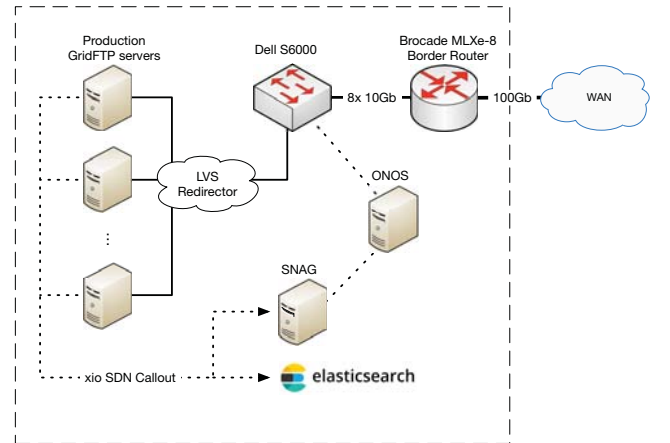 Production
GridFTP servers
Dell S6000
Brocade MLXe-8
Border Router
8x 10Gb
100Gb
WAN
LVS
Redirector
ONOS
...
SNAG
xio SDN Callout
elasticsearch